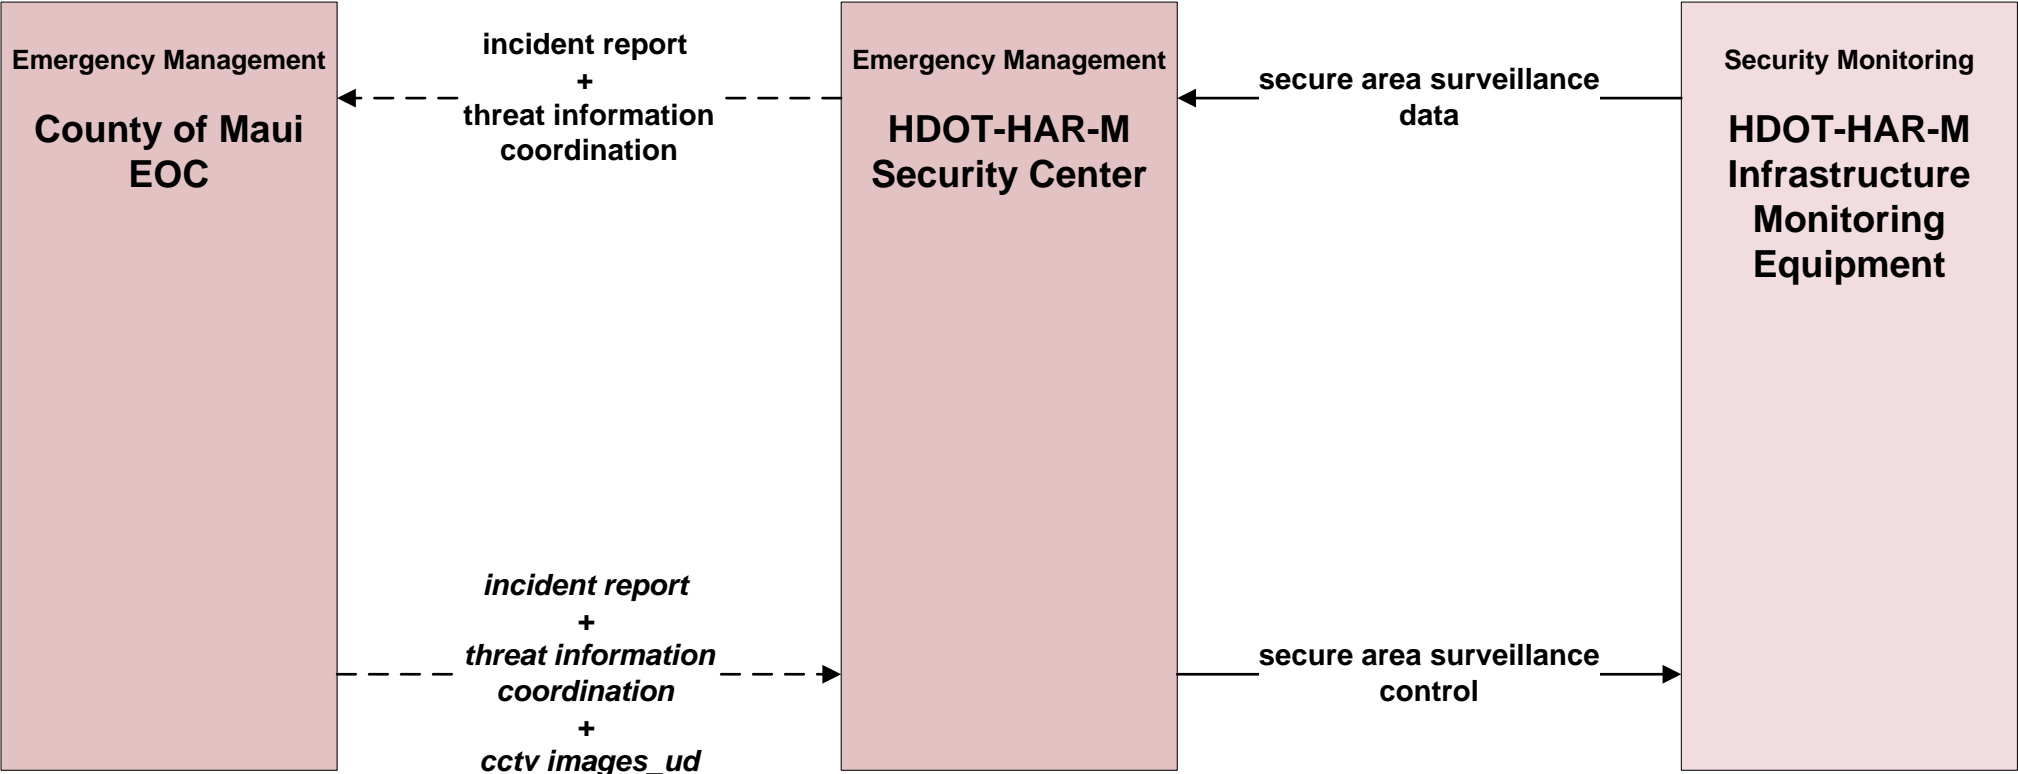 Emergency Management
County of Maui
EOC
incident report
+
threat information
coordination
Emergency Management
HDOT-HAR-M
Security Center
secure area surveillance
data
Security Monitoring
HDOT-HAR-M
Infrastructure
Monitoring
Equipment
incident report
+
threat information
coordination
+
cctv images_ud
secure area surveillance
control